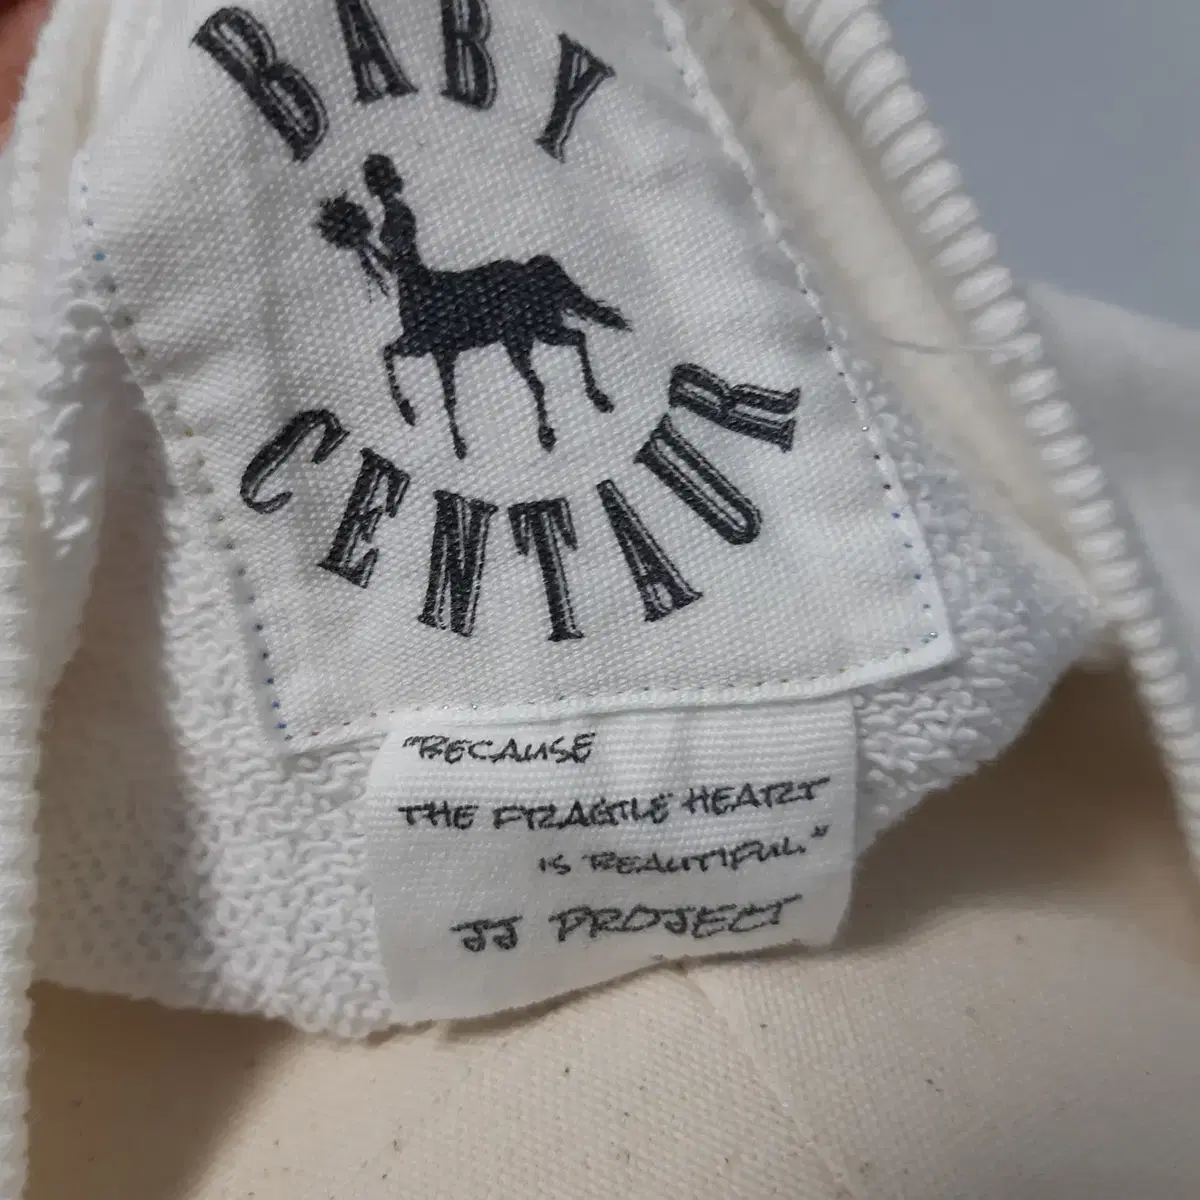 BABY
CENTAUR
"BECAUSE
THE FRAGILE HEART
IS BEAUTIFUL."
JJ PROJECT